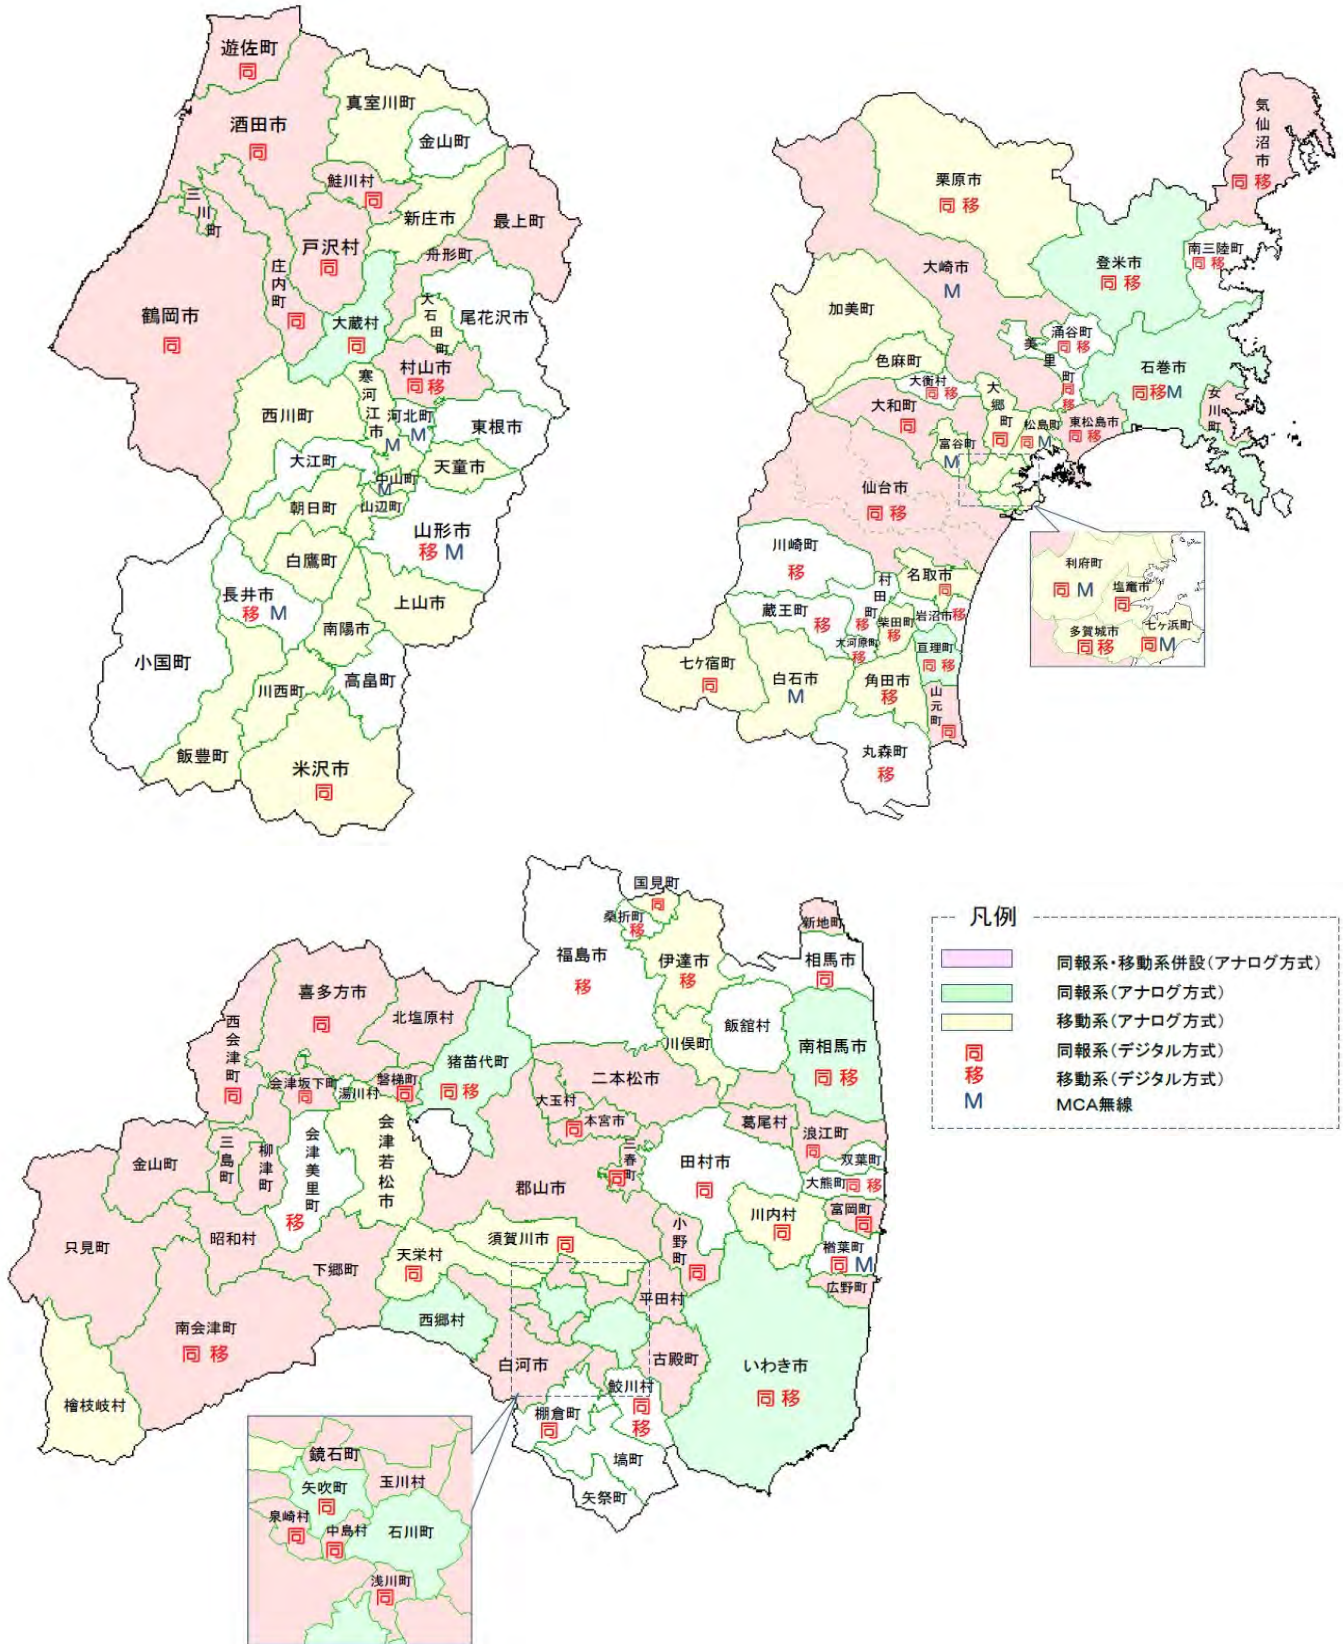 遊佐町
同
酒田市
同
真室川町
金山町
鮭川村
同
三川町
新庄市
最上町
戸沢村
同
舟形町
庄内町
同
鶴岡市
同
大蔵村
同
大石田町
尾花沢市
村山市
同 移
寒河江市
M
河北町
M
西川町
東根市
大江町
中山町
M
天童市
朝日町
山辺町
山形市
移 M
白鷹町
長井市
移 M
上山市
南陽市
小国町
川西町
高畠町
飯豊町
米沢市
同
気仙沼市
同 移
栗原市
同 移
登米市
同 移
南三陸町
同 移
大崎市
M
加美町
涌谷町
同 移
美里町
同
移
色麻町
石巻市
同移M
女川町
大衡村
同 移
大郷町
同
大和町
同
松島町
同 M
東松島市
同 移
富谷町
M
仙台市
同 移
川崎町
移
村田町
移
名取市
同
利府町
同 M
塩竈市
同
多賀城市
同移
七ヶ浜町
同M
蔵王町
移
柴田町
移
岩沼市移
大河原町
移
亘理町
同 移
七ケ宿町
同
白石市
M
角田市
移
山元町
同
丸森町
移
国見町
同
桑折町
移
福島市
移
伊達市
移
新地町
相馬市
同
喜多方市
同
北塩原村
西会津町
同
飯舘村
川俣町
南相馬市
同 移
猪苗代町
同 移
会津坂下町
同
湯川村
磐梯町
同
二本松市
大玉村
同
本宮市
葛尾村
浪江町
同
会津若松市
三春町
同
双葉町
三島町
柳津町
会津美里町
移
金山町
田村市
同
大熊町同 移
郡山市
川内村
同
富岡町
同
小野町
同
只見町
昭和村
須賀川市 同
天栄村
同
楢葉町
同 M
下郷町
広野町
平田村
西郷村
南会津町
同 移
白河市
古殿町
いわき市
同 移
檜枝岐村
鮫川村
同
移
棚倉町
同
塙町
矢祭町
鏡石町
玉川村
矢吹町
同
泉崎村
同
中島村
同
石川町
浅川町
同
凡例
同報系・移動系併設(アナログ方式)
同報系(アナログ方式)
移動系(アナログ方式)
同 同報系(デジタル方式)
移 移動系(デジタル方式)
M MCA無線